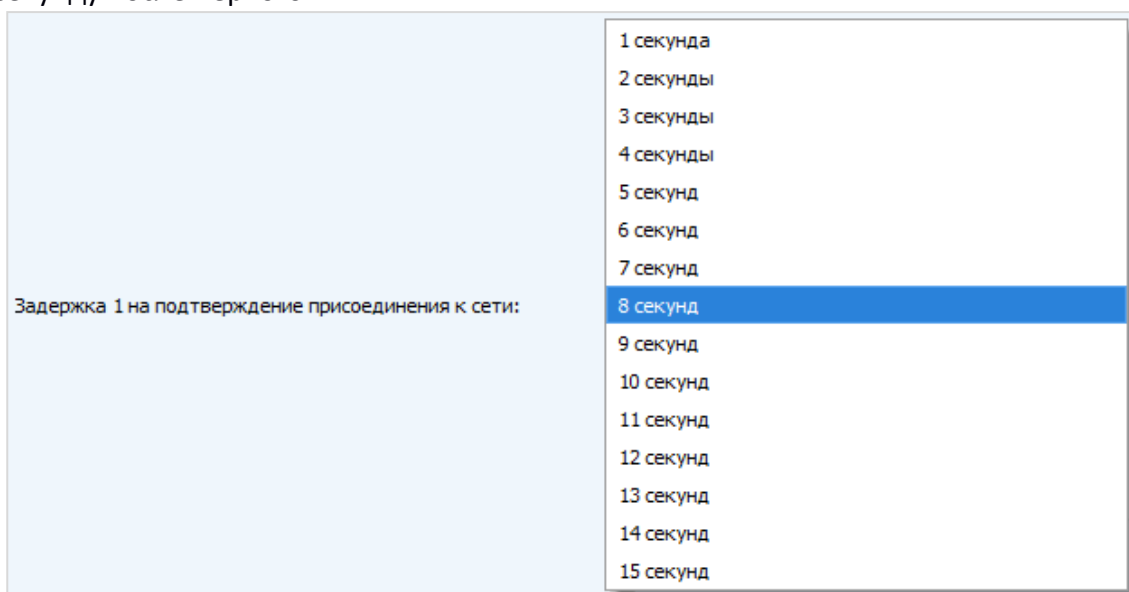 1 секунда
2 секунды
3 секунды
4 секунды
5 секунд
6 секунд
7 секунд
Задержка 1 на подтверждение присоединения к сети:
8 секунд
9 секунд
10 секунд
11 секунд
12 секунд
13 секунд
14 секунд
15 секунд